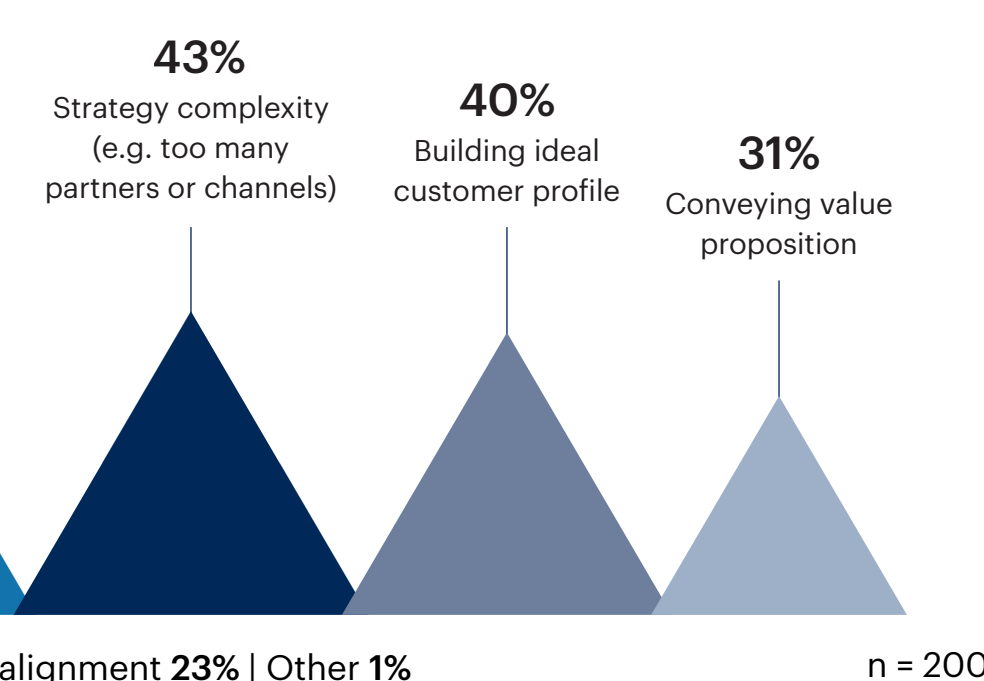 43%
Strategy complexity
(e.g. too many
partners or channels)
40%
Building ideal
customer profile
31%
Conveying value
proposition
alignment 23% | Other 1%
n = 200